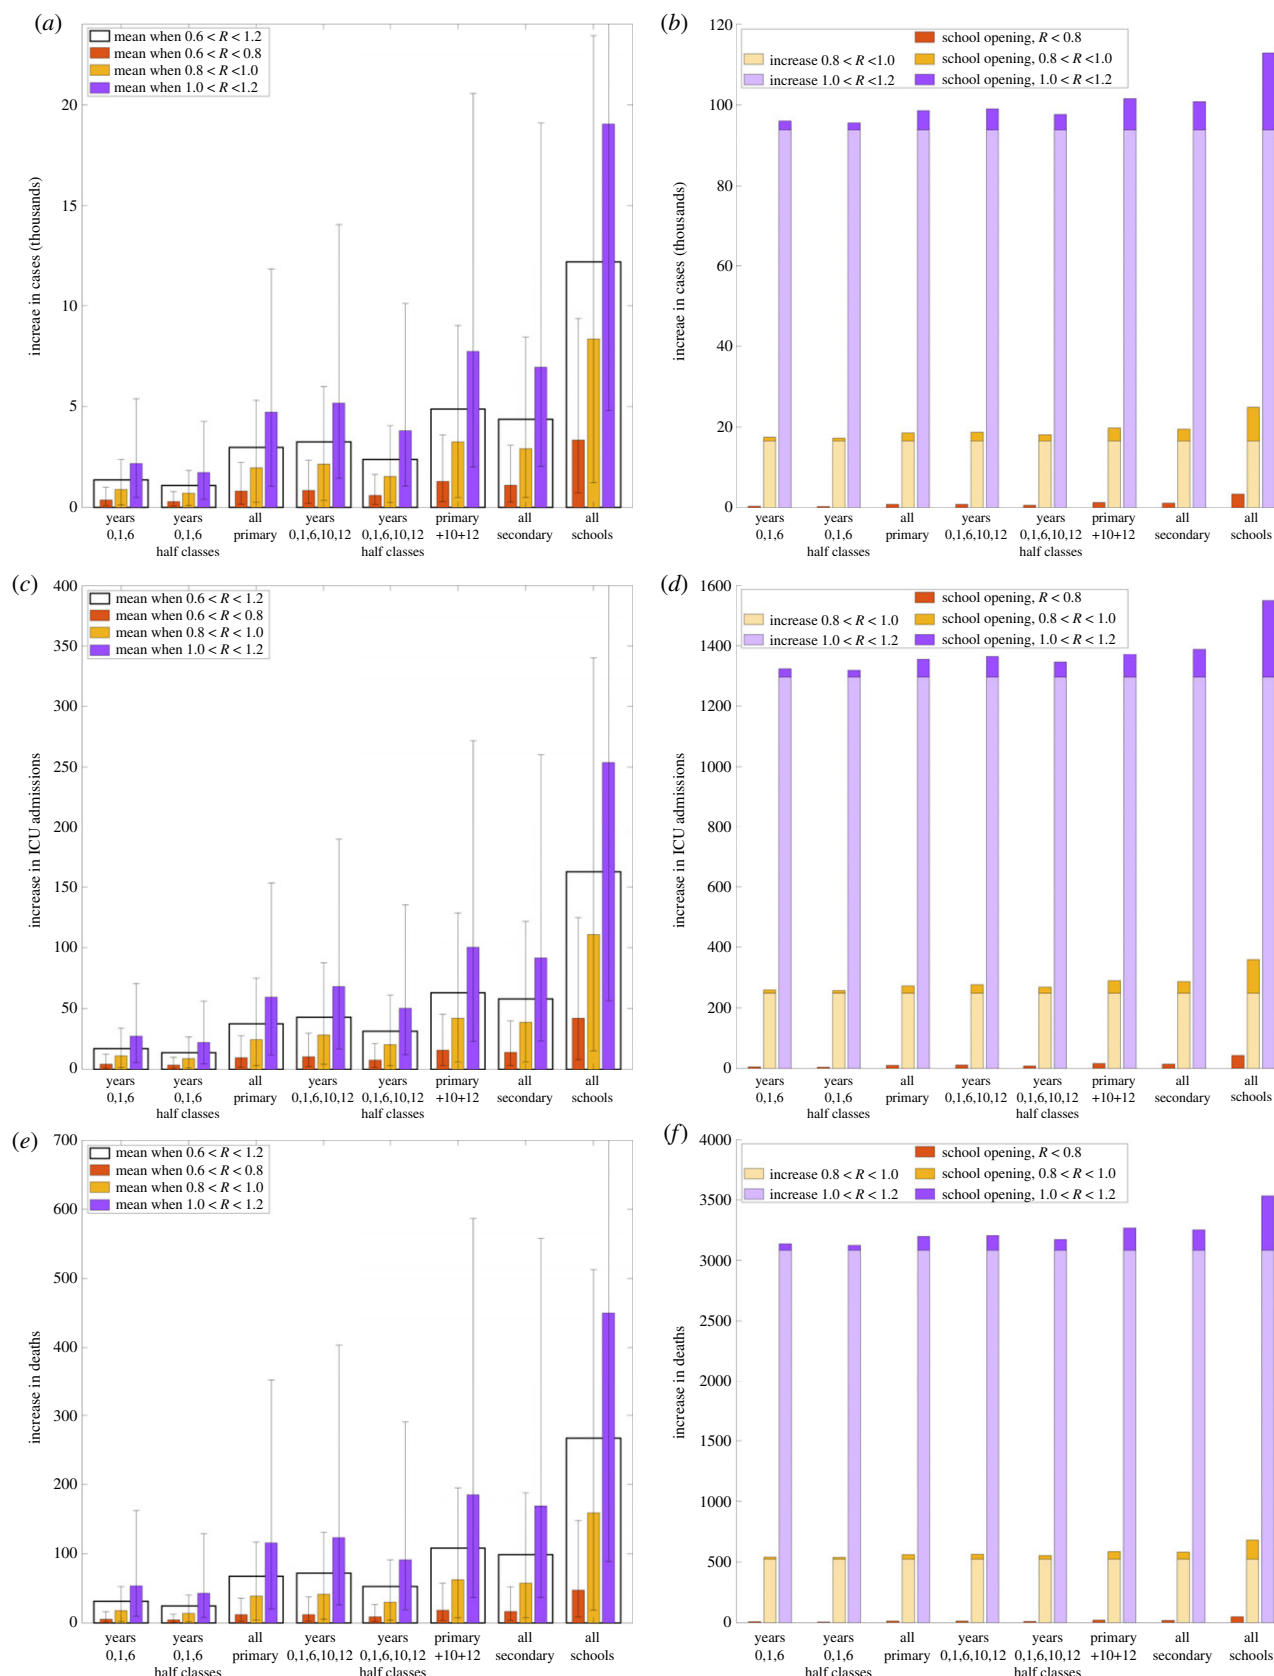 (a)
mean when 0.6 < R < 1.2
mean when 0.6 < R < 0.8
mean when 0.8 < R <1.0
mean when 1.0 < R < 1.2
increae in cases (thousands)
20
15
10
5
0
years
0,1,6
years
0,1,6
half classes
all
primary
years
0,1,6,10,12
years
0,1,6,10,12
half classes
primary
+10+12
all
secondary
all
schools
(b)
increase 0.8 < R <1.0
increase 1.0 < R <1.2
school opening, R < 0.8
school opening, 0.8 < R <1.0
school opening, 1.0 < R <1.2
increae in cases (thousands)
120
100
80
60
40
20
0
years
0,1,6
years
0,1,6
half classes
all
primary
years
0,1,6,10,12
years
0,1,6,10,12
half classes
primary
+10+12
all
secondary
all
schools
(c)
mean when 0.6 < R < 1.2
mean when 0.6 < R < 0.8
mean when 0.8 < R < 1.0
mean when 1.0 < R < 1.2
increase in ICU admissions
400
350
300
250
200
150
100
50
0
years
0,1,6
years
0,1,6
half classes
all
primary
years
0,1,6,10,12
years
0,1,6,10,12
half classes
primary
+10+12
all
secondary
all
schools
(d)
increase 0.8 < R < 1.0
increase 1.0 < R < 1.2
school opening, R < 0.8
school opening, 0.8 < R < 1.0
school opening, 1.0 < R < 1.2
increase in ICU admissions
1600
1400
1200
1000
800
600
400
200
0
years
0,1,6
years
0,1,6
half classes
all
primary
years
0,1,6,10,12
years
0,1,6,10,12
half classes
primary
+10+12
all
secondary
all
schools
(e)
mean when 0.6 < R < 1.2
mean when 0.6 < R < 0.8
mean when 0.8 < R < 1.0
mean when 1.0 < R < 1.2
increase in deaths
700
600
500
400
300
200
100
0
years
0,1,6
years
0,1,6
half classes
all
primary
years
0,1,6,10,12
years
0,1,6,10,12
half classes
primary
+10+12
all
secondary
all
schools
(f)
increase 0.8 < R < 1.0
increase 1.0 < R < 1.2
school opening, R < 0.8
school opening, 0.8 < R < 1.0
school opening, 1.0 < R < 1.2
increase in deaths
4000
3500
3000
2500
2000
1500
1000
500
0
years
0,1,6
years
0,1,6
half classes
all
primary
years
0,1,6,10,12
years
0,1,6,10,12
half classes
primary
+10+12
all
secondary
all
schools